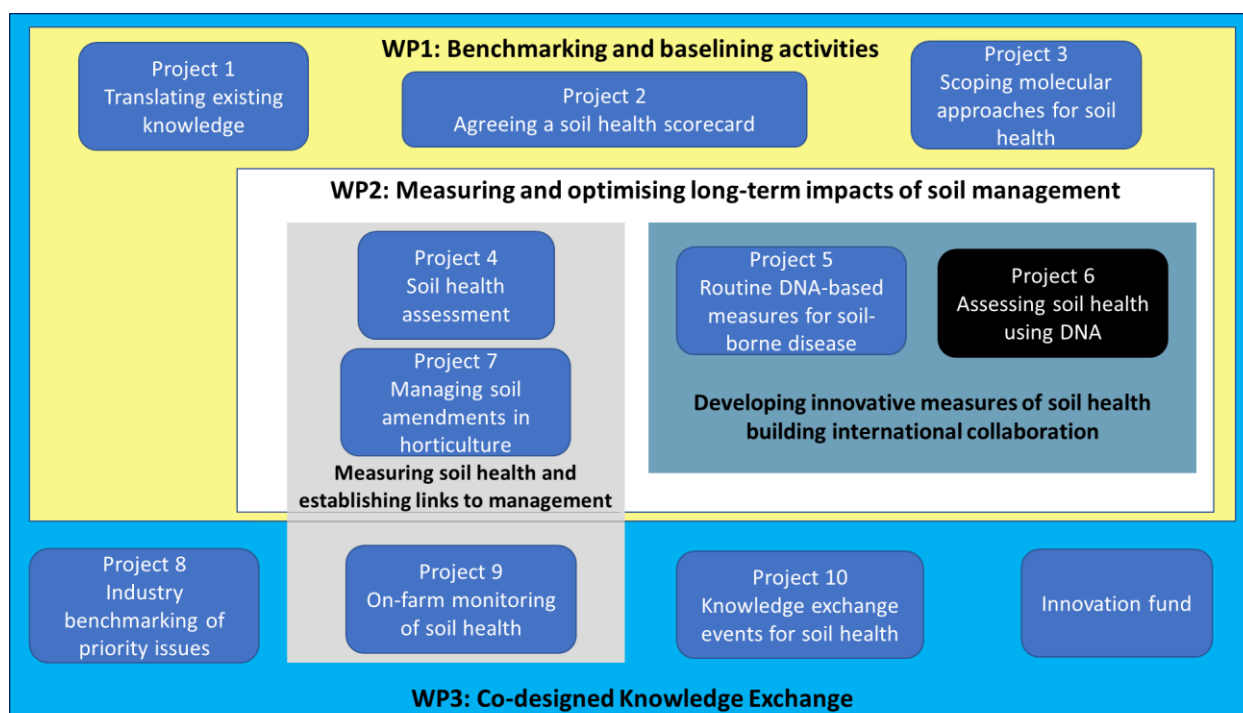 WP1: Benchmarking and baselining activities
Project 1
Translating existing
knowledge
Project 2
Agreeing a soil health scorecard
Project 3
Scoping molecular
approaches for soil
health
WP2: Measuring and optimising long-term impacts of soil management
Project 4
Soil health
assessment
Project 7
Managing soil
amendments in
horticulture
Measuring soil health and
establishing links to management
Project 5
Routine DNA-based
measures for soil-
borne disease
Project 6
Assessing soil health
using DNA
Developing innovative measures of soil health
building international collaboration
Project 8
Industry
benchmarking of
priority issues
Project 9
On-farm monitoring
of soil health
Project 10
Knowledge exchange
events for soil health
Innovation fund
WP3: Co-designed Knowledge Exchange